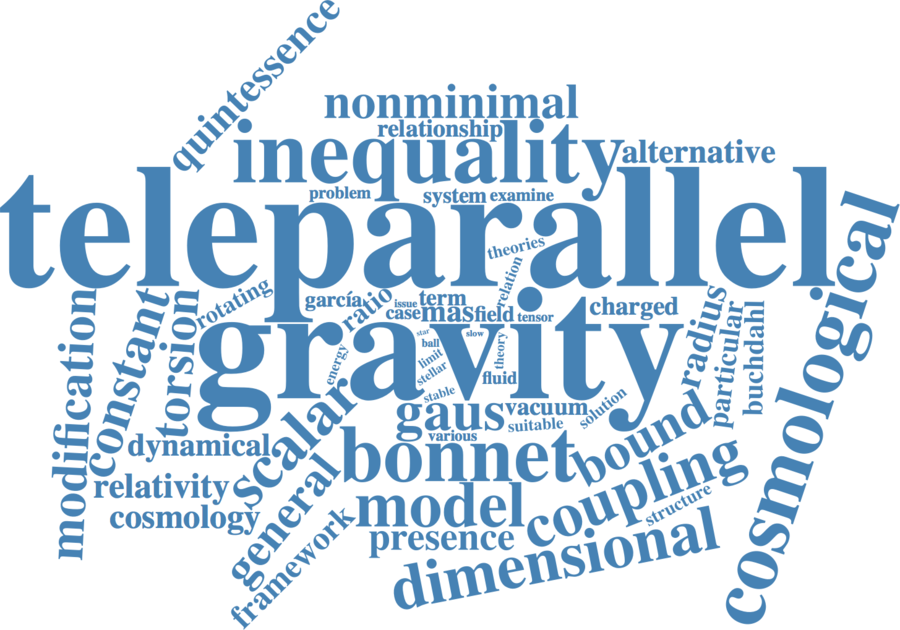 quintessence
nonminimal
relationship
inequality
alternative
problem
system
examine
teleparallel
theories
cosmological
relation
rotating
garcía
ratio
issue
term
case
mas
field
tensor
charged
radius
particular
buchdahl
modification
constant
torsion
gravity
star
ball
slow
limit
theory
energy
stellar
stable
fluid
scalar
gaus
vacuum
suitable
solution
various
dynamical
bonnet
bound
relativity
general
model
coupling
structure
cosmology
framework
presence
dimensional